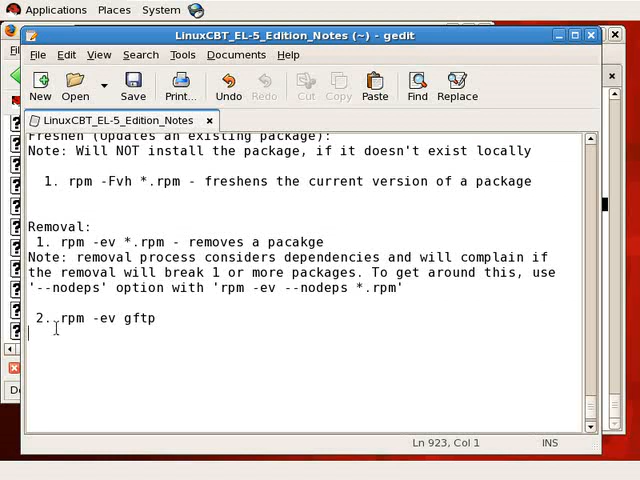 Applications Places System
LinuxCBT_EL-5_Edition_Notes (~) - gedit
File Edit View Search Tools Documents Help
New Open Save Print... Undo Redo Cut Copy Paste Find Replace
LinuxCBT_EL-5_Edition_Notes
Freshen (Updates an existing package):
Note: Will NOT install the package, if it doesn't exist locally
1. rpm -Fvh *.rpm - freshens the current version of a package
Removal:
1. rpm -ev *.rpm - removes a pacakge
Note: removal process considers dependencies and will complain if
the removal will break 1 or more packages. To get around this, use
'--nodeps' option with 'rpm -ev --nodeps *.rpm'
2. rpm -ev gftp
Ln 923, Col 1 INS